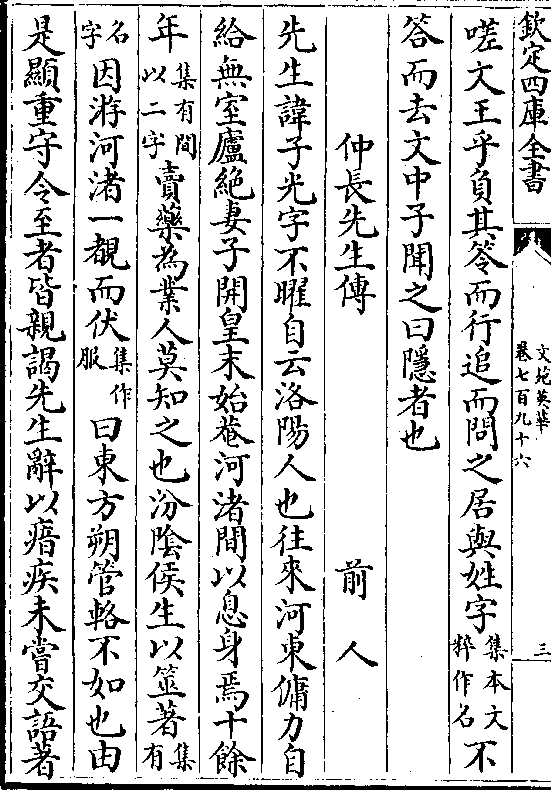 欽定四庫全書
文苑英華
卷七百九十六
三
嗟文王乎負其笭而行追而問之居與姓字集本文粹作名不
答而去文中子聞之曰隱者也
仲長先生傳 前人
先生諱子光字不曜自云洛陽人也往來河東傭力自
給無室廬絶妻子開皇末始菴河渚間以息身焉十餘
年集有間以二字賣藥為業人莫知之也汾陰侯生以筮著集有
名字因游河渚一覩而伏集作服曰東方朔管輅不如也由
是顯重守令至者皆親謁先生辭以瘖疾未嘗交語著